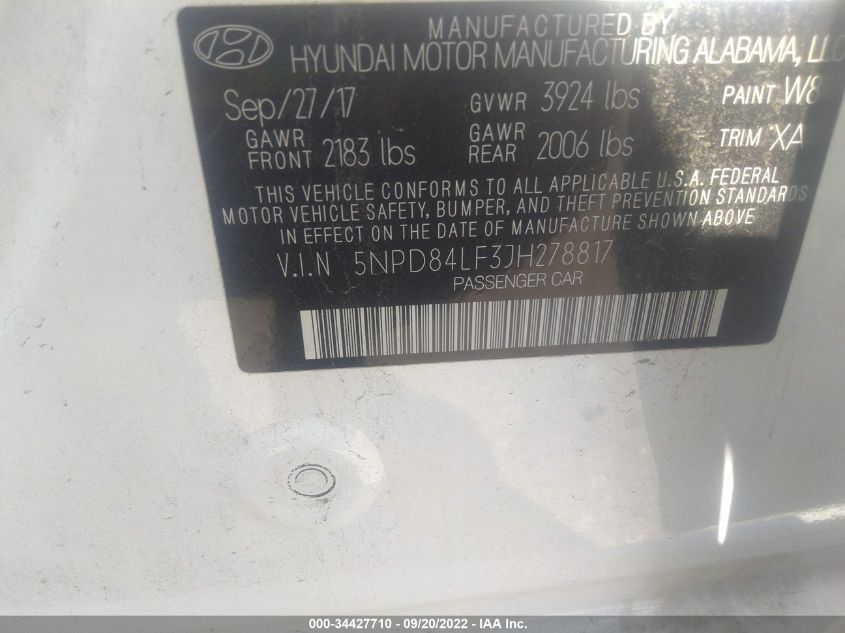 MANUFACTURED BY
HYUNDAI MOTOR MANUFACTURING ALABAMA, LLC
Sep/27/17 GVWR 3924 lbs PAINT W8
GAWR FRONT 2183 lbs GAWR REAR 2006 lbs TRIM XA
THIS VEHICLE CONFORMS TO ALL APPLICABLE U.S.A. FEDERAL
MOTOR VEHICLE SAFETY, BUMPER, AND THEFT PREVENTION STANDARDS
IN EFFECT ON THE DATE OF MANUFACTURE SHOWN ABOVE
V.I.N 5NPD84LF3JH278817
PASSENGER CAR
000-34427710 - 09/20/2022 - IAA Inc.